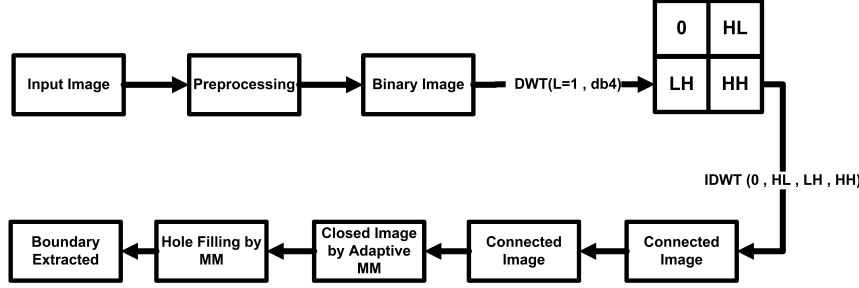 Input Image
Preprocessing
Binary Image
DWT(L=1 , db4)
0
HL
LH
HH
IDWT (0 , HL , LH , HH)
Boundary
Extracted
Hole Filling by
MM
Closed Image
by Adaptive
MM
Connected
Image
Connected
Image